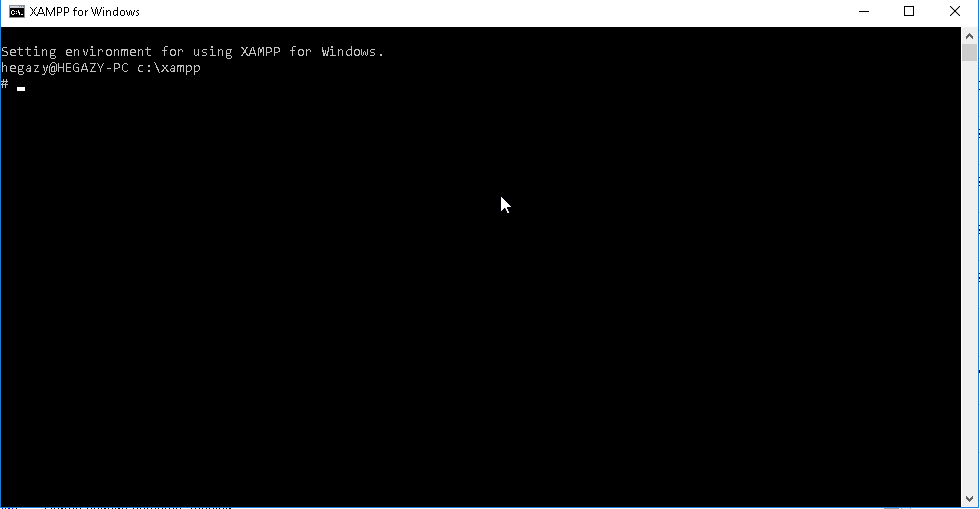 XAMPP for Windows
Setting environment for using XAMPP for Windows.
hegazy@HEGAZY-PC c:\xampp
#